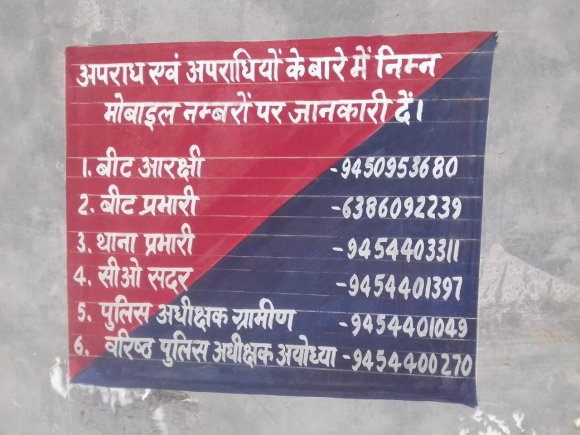 अपराध एवं अपराधियों के बारे में निम्न
मोबाइल नम्बरों पर जानकारी दें।
1. बीट आरक्षी -9450953680
2. बीट प्रभारी -6386092239
3. थाना प्रभारी -9454403311
4. सीओ सदर -9454401397
5. पुलिस अधीक्षक ग्रामीण -9454401049
6. वरिष्ठ पुलिस अधीक्षक अयोध्या -9454400270